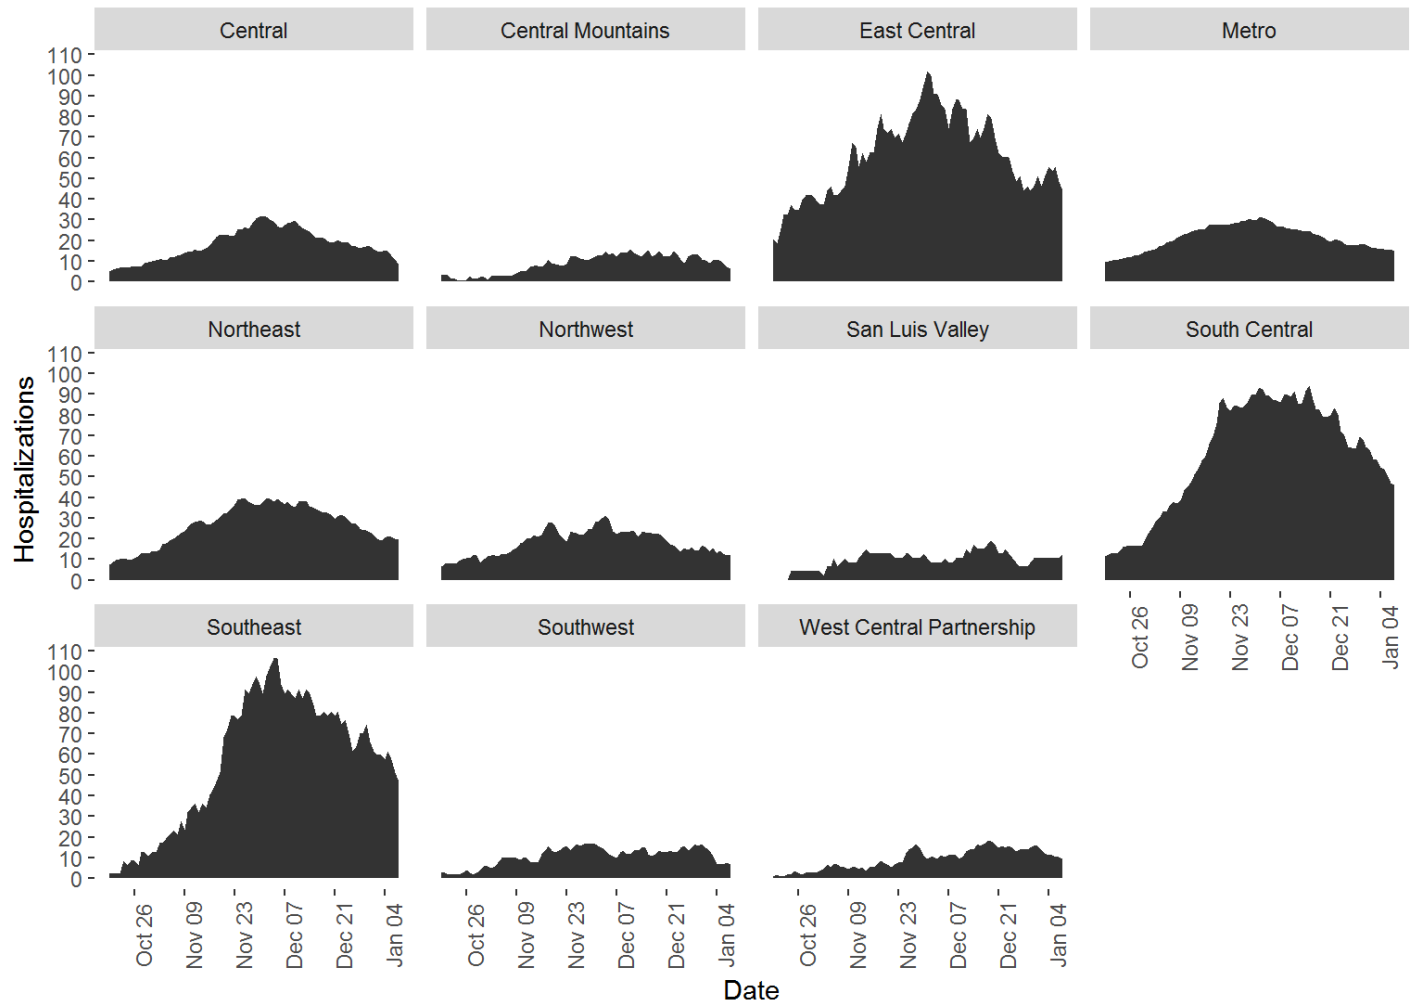 Central
Central Mountains
East Central
Metro
110
100
90
80
70
60
50
40
30
20
10
0
Northeast
Northwest
San Luis Valley
South Central
110
100
90
80
70
60
50
40
30
20
10
0
Hospitalizations
Oct 26
Nov 09
Nov 23
Dec 07
Dec 21
Jan 04
Southeast
Southwest
West Central Partnership
110
100
90
80
70
60
50
40
30
20
10
0
Oct 26
Nov 09
Nov 23
Dec 07
Dec 21
Jan 04
Oct 26
Nov 09
Nov 23
Dec 07
Dec 21
Jan 04
Oct 26
Nov 09
Nov 23
Dec 07
Dec 21
Jan 04
Date